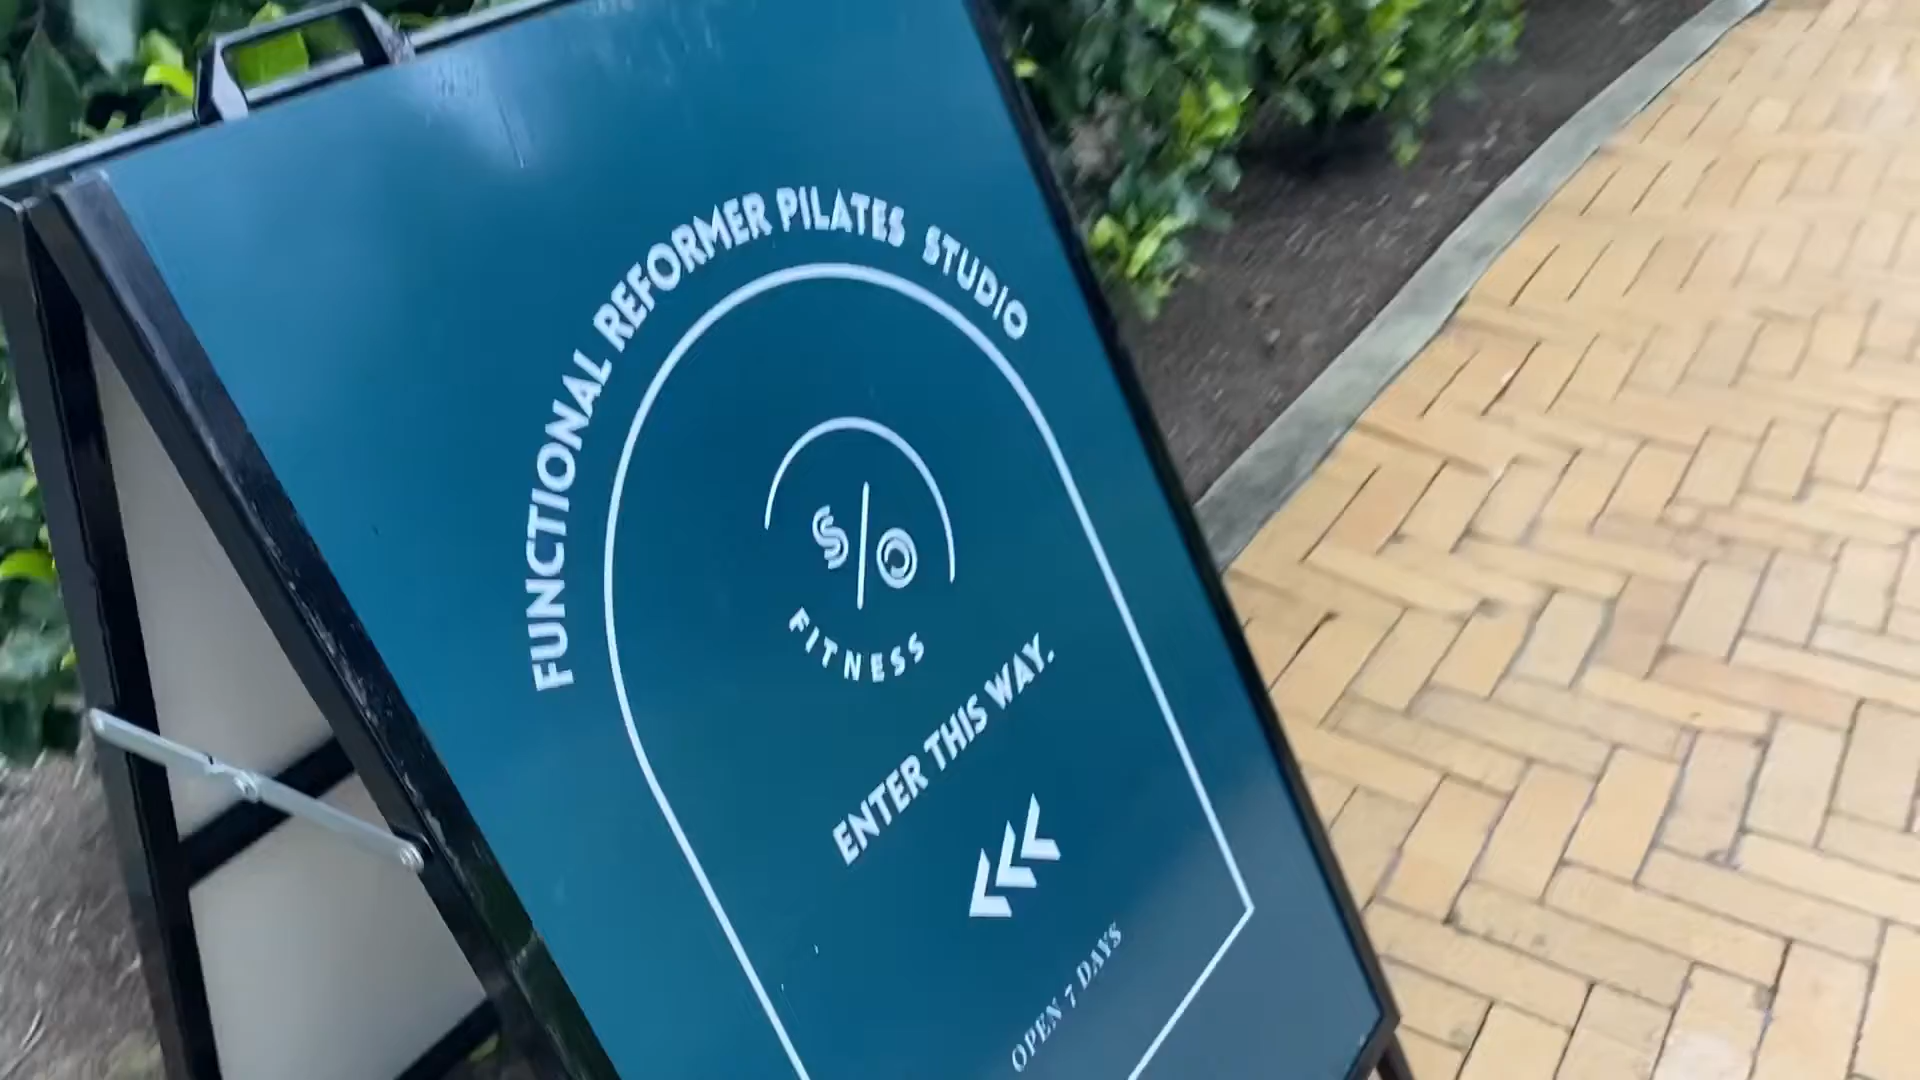 FUNCTIONAL REFORMER PILATES STUDIO
S/O
FITNESS
ENTER THIS WAY.
OPEN 7 DAYS